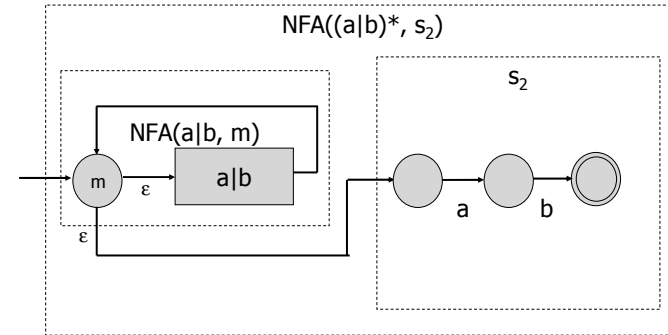 NFA((a|b)*, s₂)
s₂
NFA(a|b, m)
m
ε
a|b
ε
a
b